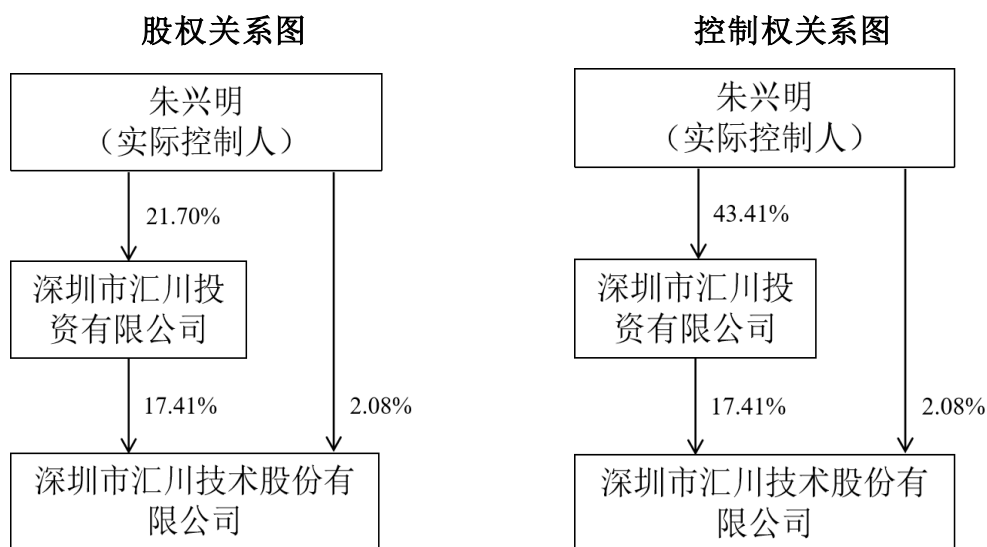 股权关系图
朱兴明
（实际控制人）
21.70%
深圳市汇川投
资有限公司
17.41%
2.08%
深圳市汇川技术股份有
限公司
控制权关系图
朱兴明
（实际控制人）
43.41%
深圳市汇川投
资有限公司
17.41%
2.08%
深圳市汇川技术股份有
限公司